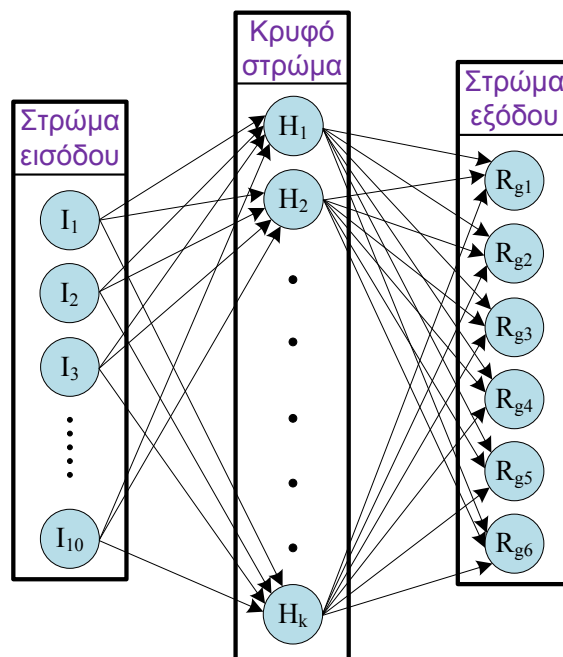 Στρώμα
εισόδου
I1
I2
I3
I10
Κρυφό
στρώμα
H1
H2
Hk
Στρώμα
εξόδου
Rg1
Rg2
Rg3
Rg4
Rg5
Rg6